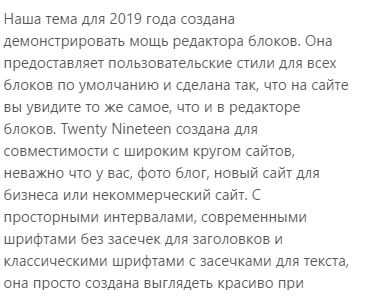 Наша тема для 2019 года создана
демонстрировать мощь редактора блоков. Она
предоставляет пользовательские стили для всех
блоков по умолчанию и сделана так, что на сайте
вы увидите то же самое, что и в редакторе
блоков. Twenty Nineteen создана для
совместимости с широким кругом сайтов,
неважно что у вас, фото блог, новый сайт для
бизнеса или некоммерческий сайт. С
просторными интервалами, современными
шрифтами без засечек для заголовков и
классическими шрифтами с засечками для текста,
она просто создана выглядеть красиво при